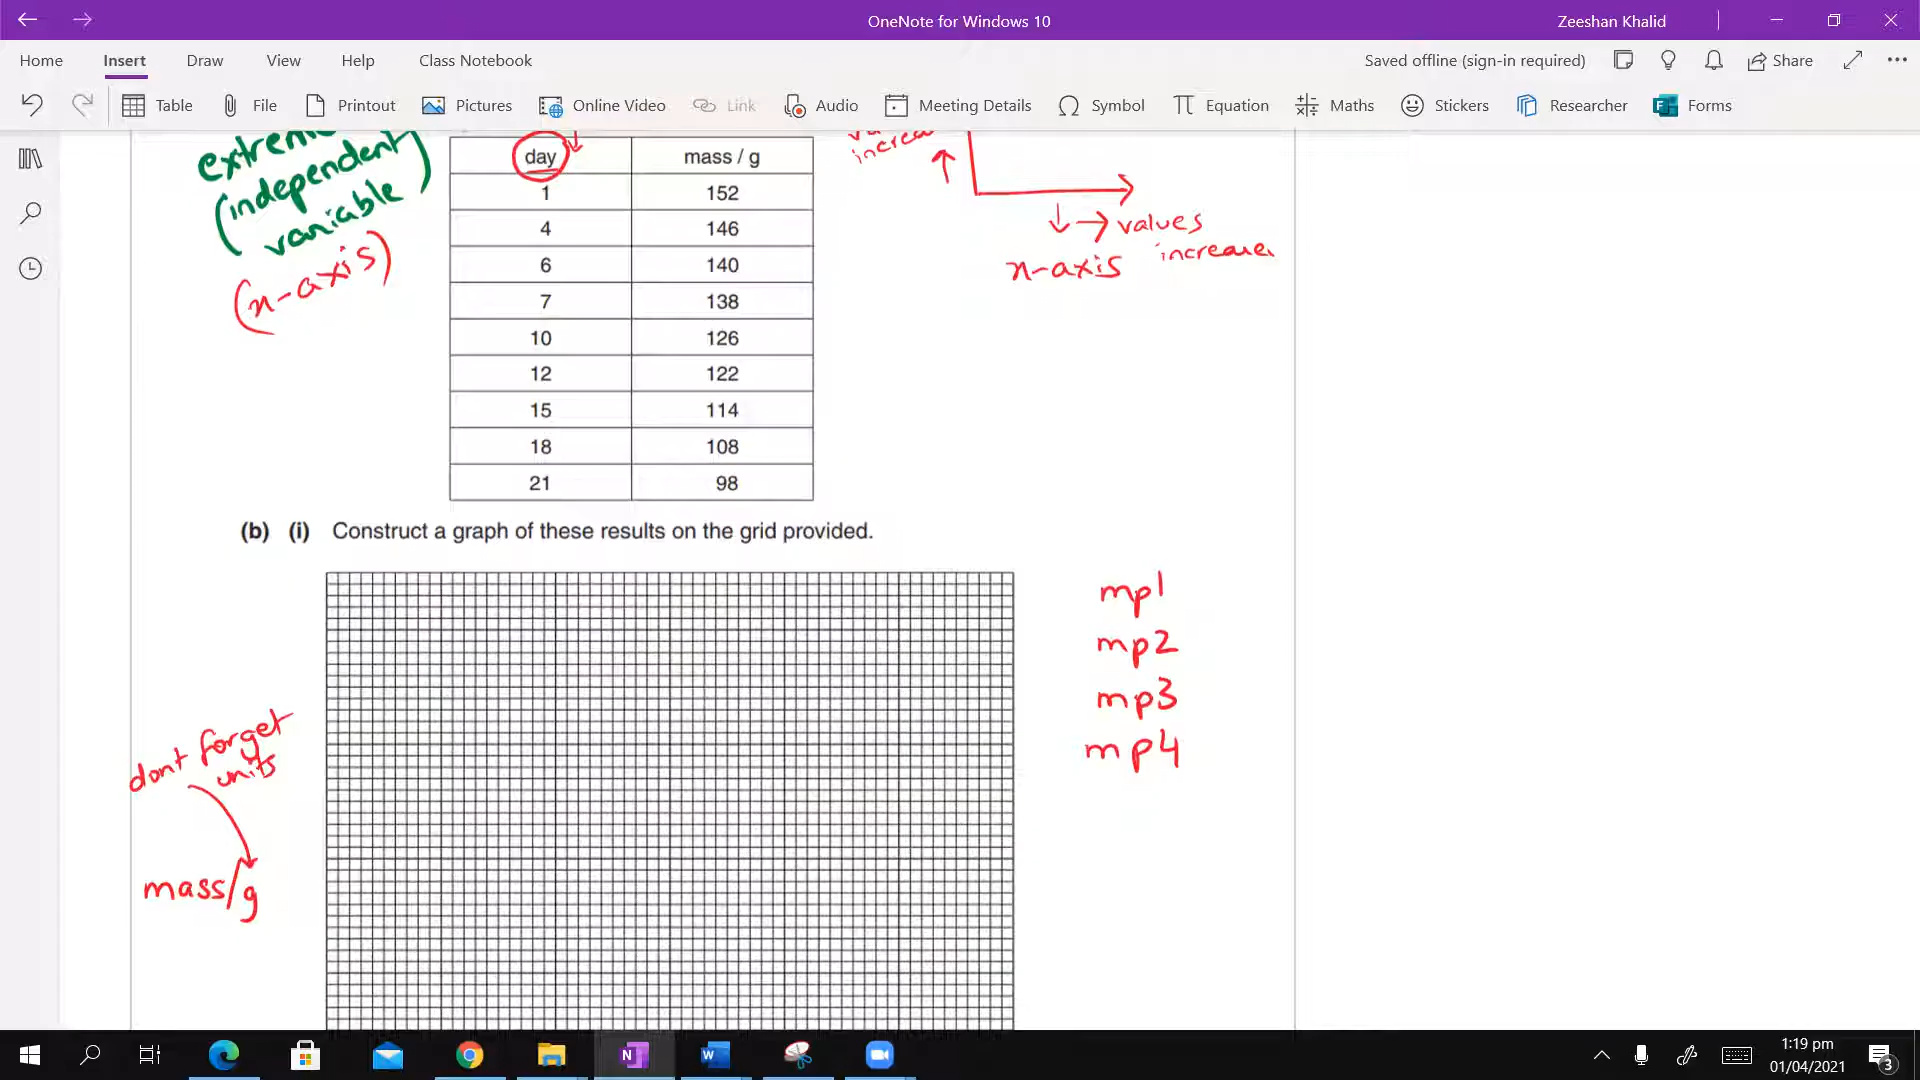 OneNote for Windows 10
Zeeshan Khalid
Home Insert Draw View Help Class Notebook
Saved offline (sign-in required)
Share
Table File Printout Pictures Online Video Link Audio Meeting Details Symbol Equation Maths Stickers Researcher Forms
(independent)
variable
(x-axis)
day mass / g
1 152
4 146
6 140
7 138
10 126
12 122
15 114
18 108
21 98
→ values
increases
x-axis
(b) (i) Construct a graph of these results on the grid provided.
mp1
mp2
mp3
mp4
dont forget
units
mass/g
1:19 pm
01/04/2021
3